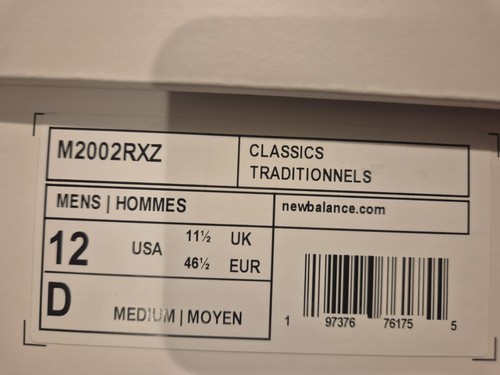 M2002RXZ
CLASSICS
TRADITIONNELS
MENS | HOMMES
newbalance.com
12 USA 11½ UK
46½ EUR
D MEDIUM | MOYEN
1 97376 76175 5